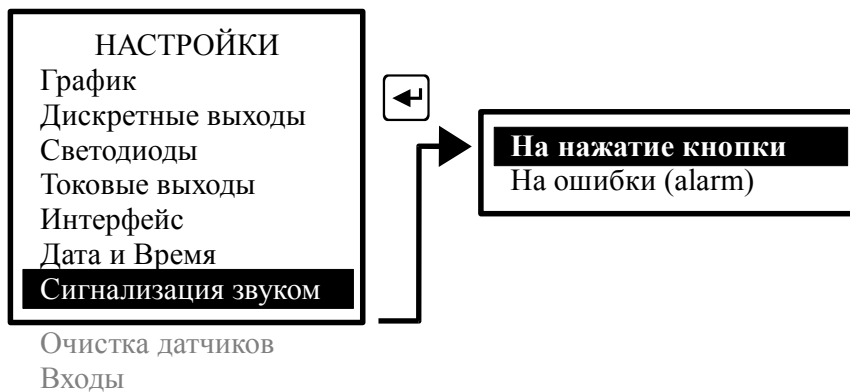 НАСТРОЙКИ
График
Дискретные выходы
Светодиоды
Токовые выходы
Интерфейс
Дата и Время
Сигнализация звуком
Очистка датчиков
Входы
На нажатие кнопки
На ошибки (alarm)